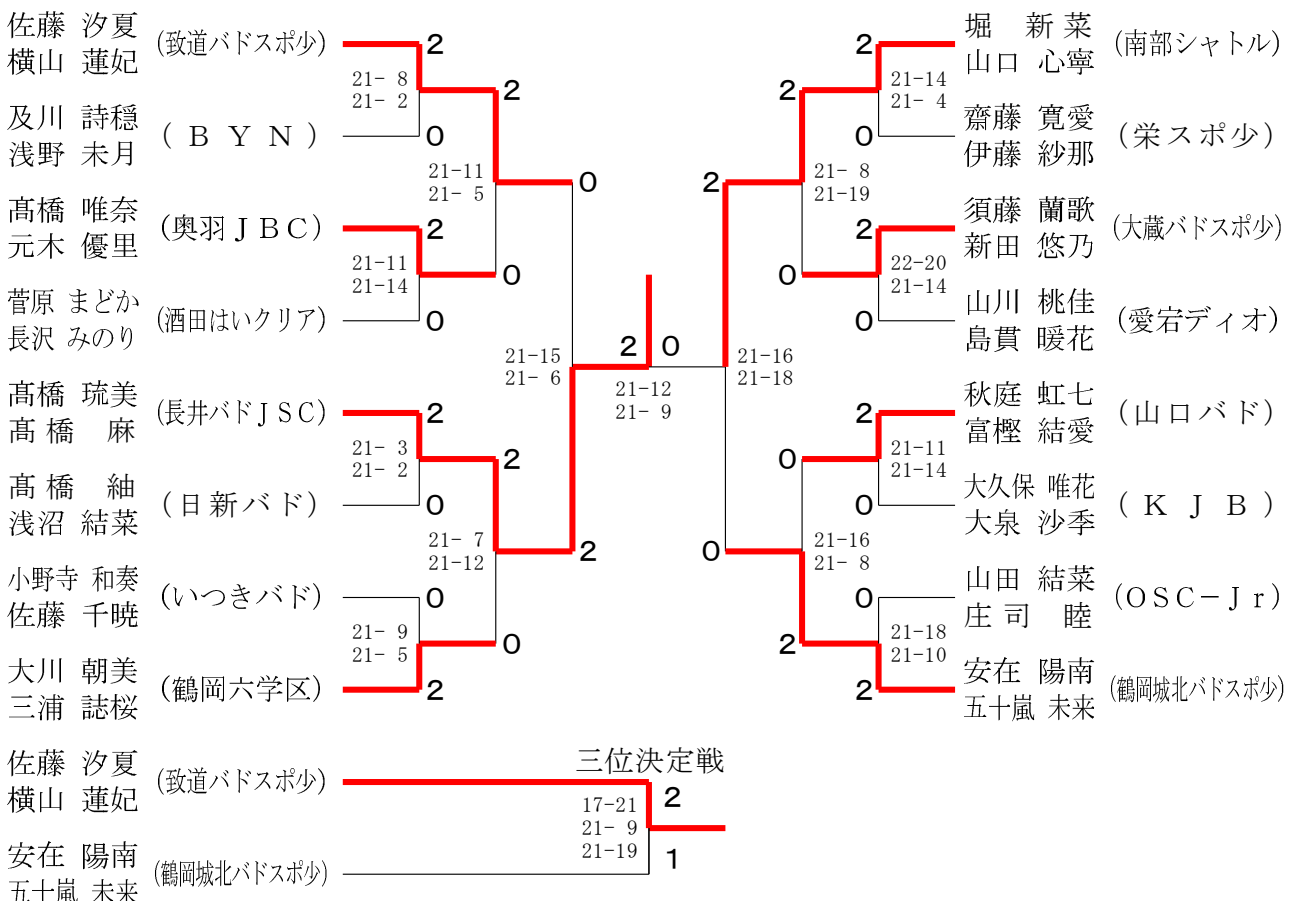 佐藤 汐夏
横山 蓮妃
(致道バドスポ少)
2
21- 8
21- 2
2
及川 詩穏
浅野 未月
(ＢＹＮ)
0
21-11
21- 5
0
髙橋 唯奈
元木 優里
(奥羽ＪＢＣ)
2
21-11
21-14
0
菅原 まどか
長沢 みのり
(酒田はいクリア)
0
21-15
21- 6
髙橋 琉美
髙橋 麻
(長井バドＪＳＣ)
2
21- 3
21- 2
2
髙橋 紬
浅沼 結菜
(日新バド)
0
21- 7
21-12
2
小野寺 和奏
佐藤 千暁
(いつきバド)
0
21- 9
21- 5
0
大川 朝美
三浦 誌桜
(鶴岡六学区)
2
2 0
21-12
21- 9
堀 新菜
山口 心寧
(南部シャトル)
2
21-14
21- 4
2
齋藤 寛愛
伊藤 紗那
(栄スポ少)
0
21- 8
21-19
2
須藤 蘭歌
新田 悠乃
(大蔵バドスポ少)
2
22-20
21-14
0
山川 桃佳
島貫 暖花
(愛宕ディオ)
0
21-16
21-18
秋庭 虹七
富樫 結愛
(山口バド)
2
21-11
21-14
0
大久保 唯花
大泉 沙季
(ＫＪＢ)
0
21-16
21- 8
0
山田 結菜
庄司 睦
(ＯＳＣ－Ｊｒ)
0
21-18
21-10
2
安在 陽南
五十嵐 未来
(鶴岡城北バドスポ少)
2
三位決定戦
佐藤 汐夏
横山 蓮妃
(致道バドスポ少)
17-21
21- 9
21-19
2
1
安在 陽南
五十嵐 未来
(鶴岡城北バドスポ少)